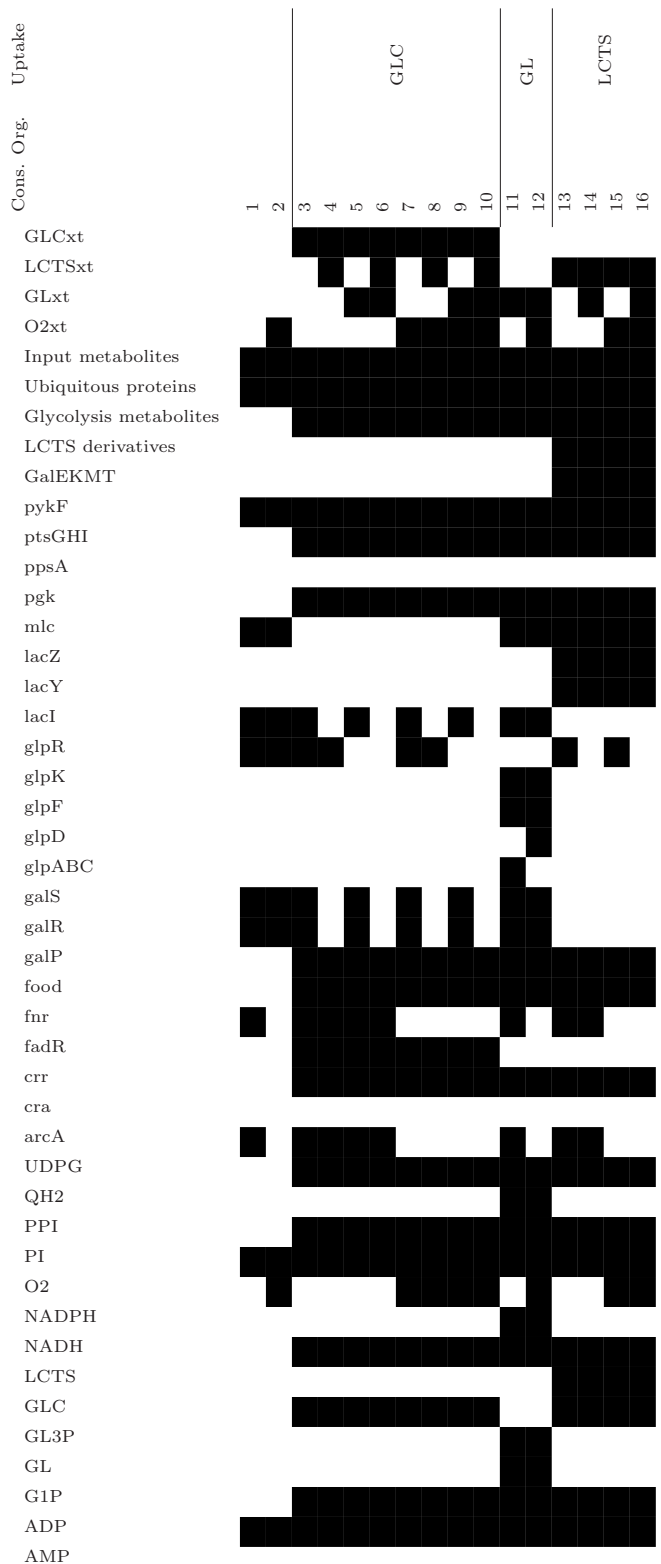 Uptake GLC GL LCTS
Cons. Org. 1 2 3 4 5 6 7 8 9 10 11 12 13 14 15 16
GLCxt
LCTSxt
GLxt
O2xt
Input metabolites
Ubiquitous proteins
Glycolysis metabolites
LCTS derivatives
GalEKMT
pykF
ptsGHI
ppsA
pgk
mlc
lacZ
lacY
lacI
glpR
glpK
glpF
glpD
glpABC
galS
galR
galP
food
fnr
fadR
crr
cra
arcA
UDPG
QH2
PPI
PI
O2
NADPH
NADH
LCTS
GLC
GL3P
GL
G1P
ADP
AMP